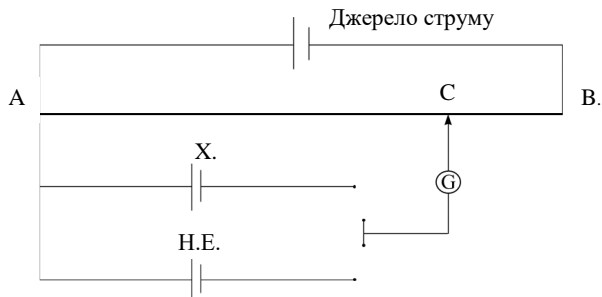 Джерело струму
А
С
В.
Х.
G
Н.Е.